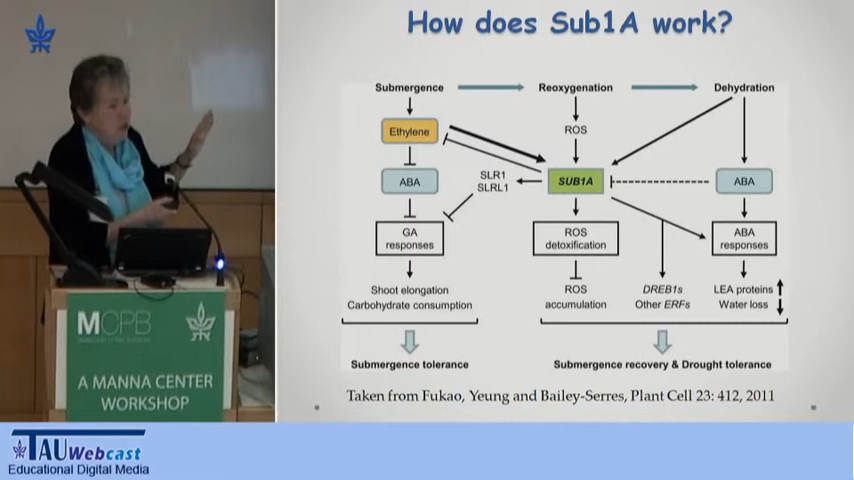 How does Sub1A work?
Submergence
Reoxygenation
Dehydration
Ethylene
ROS
ABA
SLR1
SLRL1
SUB1A
ABA
GA
responses
ROS
detoxification
ABA
responses
Shoot elongation
Carbohydrate consumption
ROS
accumulation
DREB1s
Other ERFs
LEA proteins
Water loss
Submergence tolerance
Submergence recovery & Drought tolerance
Taken from Fukao, Yeung and Bailey-Serres, Plant Cell 23: 412, 2011
MCPB
A MANNA CENTER
WORKSHOP
TAUWebcast
Educational Digital Media